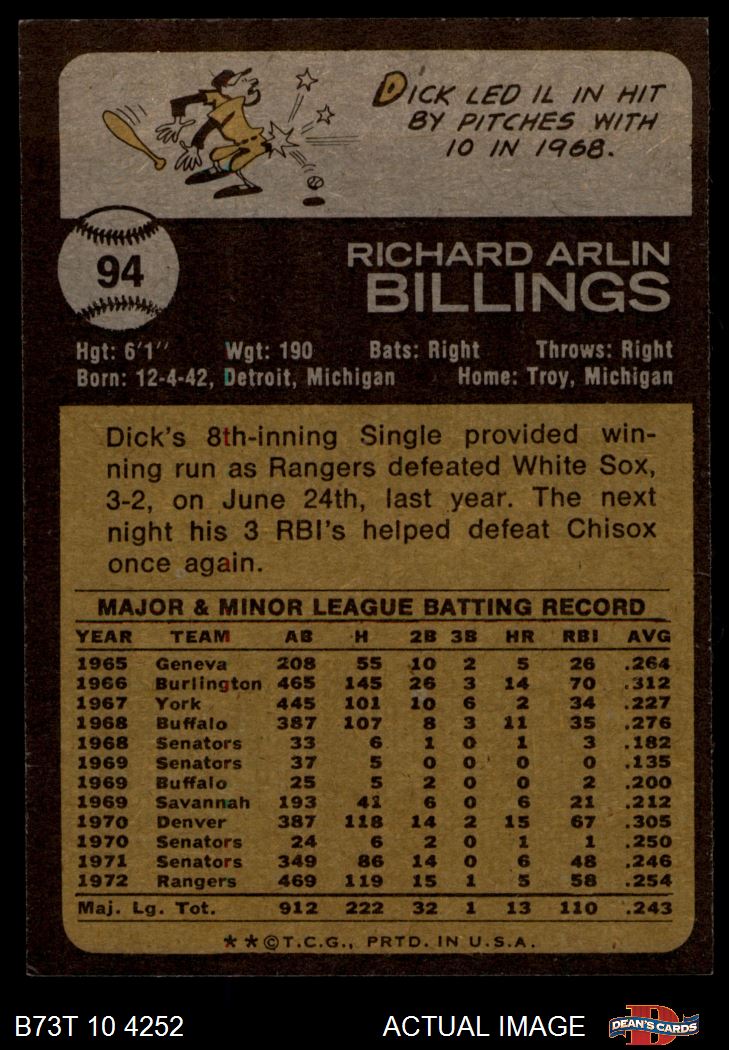 DICK LED IL IN HIT
BY PITCHES WITH
10 IN 1968.
94
RICHARD ARLIN
BILLINGS
Hgt: 6'1" Wgt: 190 Bats: Right Throws: Right
Born: 12-4-42, Detroit, Michigan Home: Troy, Michigan
Dick's 8th-inning Single provided win-
ning run as Rangers defeated White Sox,
3-2, on June 24th, last year. The next
night his 3 RBI's helped defeat Chisox
once again.
MAJOR & MINOR LEAGUE BATTING RECORD
YEAR TEAM AB H 2B 3B HR RBI AVG
1965 Geneva 208 55 10 2 5 26 .264
1966 Burlington 465 145 26 3 14 70 .312
1967 York 445 101 10 6 2 34 .227
1968 Buffalo 387 107 8 3 11 35 .276
1968 Senators 33 6 1 0 1 3 .182
1969 Senators 37 5 0 0 0 0 .135
1969 Buffalo 25 5 2 0 0 2 .200
1969 Savannah 193 41 6 0 6 21 .212
1970 Denver 387 118 14 2 15 67 .305
1970 Senators 24 6 2 0 1 1 .250
1971 Senators 349 86 14 0 6 48 .246
1972 Rangers 469 119 15 1 5 58 .254
Maj. Lg. Tot. 912 222 32 1 13 110 .243
**©T.C.G., PRTD. IN U.S.A.
B73T 10 4252 ACTUAL IMAGE D DEAN'S CARDS